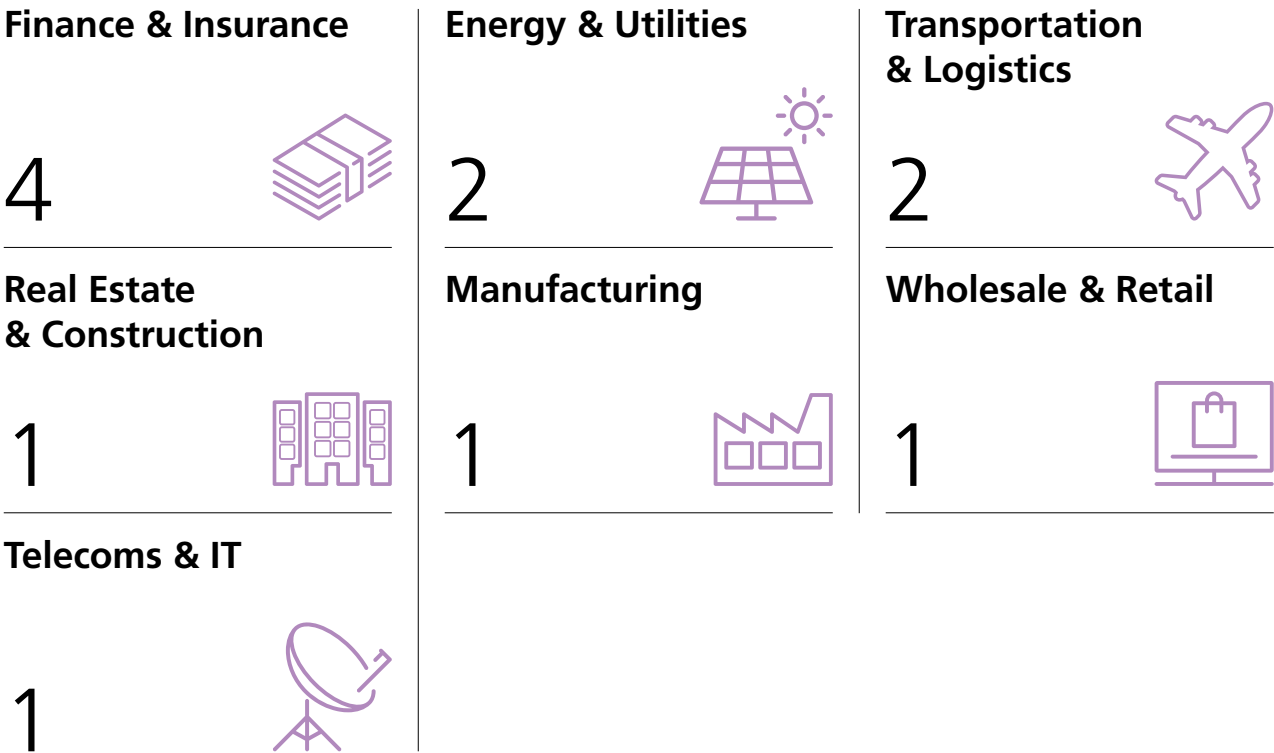 Finance & Insurance
4
Energy & Utilities
2
Transportation
& Logistics
2
Real Estate
& Construction
1
Manufacturing
1
Wholesale & Retail
1
Telecoms & IT
1